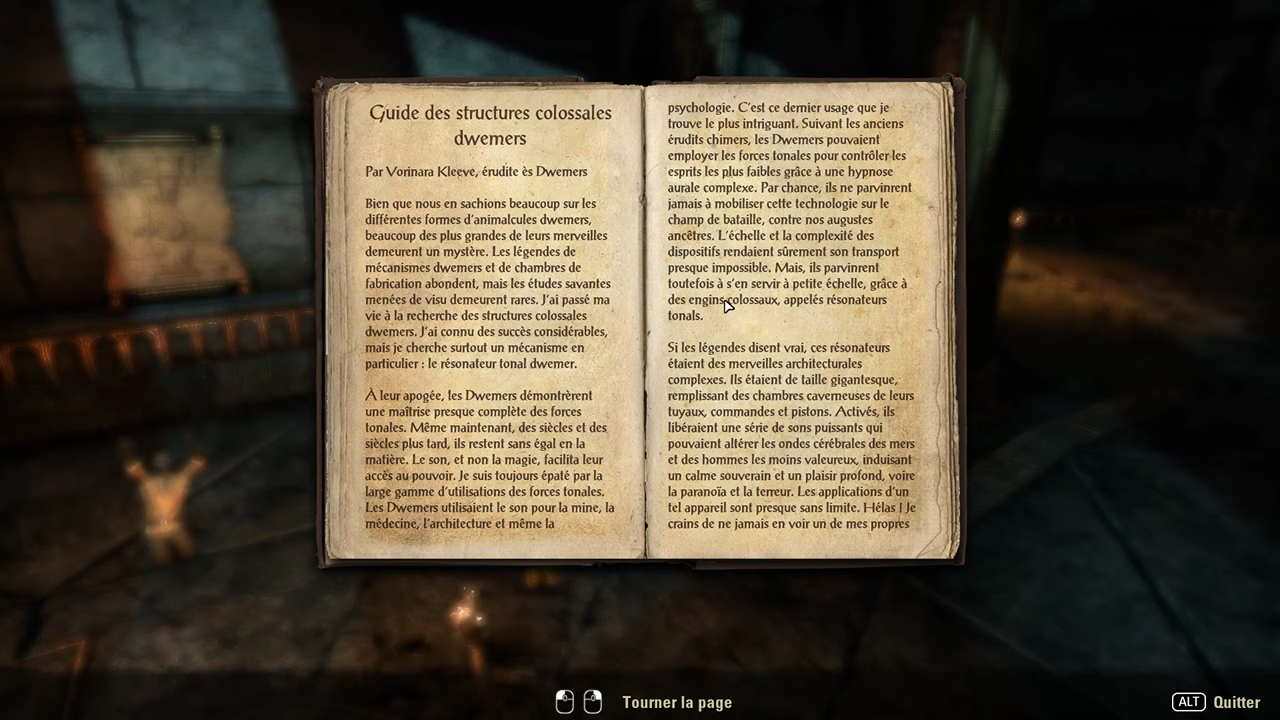 Guide des structures colossales
dwemers
Par Vorinara Kleeve, érudite ès Dwemers
Bien que nous en sachions beaucoup sur les
différentes formes d'animalcules dwemers,
beaucoup des plus grandes de leurs merveilles
demeurent un mystère. Les légendes de
mécanismes dwemers et de chambres de
fabrication abondent, mais les études savantes
menées de visu demeurent rares. J'ai passé ma
vie à la recherche des structures colossales
dwemers. J'ai connu des succès considérables,
mais je cherche surtout un mécanisme en
particulier : le résonateur tonal dwemer.
À leur apogée, les Dwemers démontrèrent
une maîtrise presque complète des forces
tonales. Même maintenant, des siècles et des
siècles plus tard, ils restent sans égal en la
matière. Le son, et non la magie, facilita leur
accès au pouvoir. Je suis toujours épaté par la
large gamme d'utilisations des forces tonales.
Les Dwemers utilisaient le son pour la mine, la
médecine, l'architecture et même la
psychologie. C'est ce dernier usage que je
trouve le plus intriguant. Suivant les anciens
érudits chimers, les Dwemers pouvaient
employer les forces tonales pour contrôler les
esprits les plus faibles grâce à une hypnose
aurale complexe. Par chance, ils ne parvinrent
jamais à mobiliser cette technologie sur le
champ de bataille, contre nos augustes
ancêtres. L'échelle et la complexité des
dispositifs rendaient sûrement son transport
presque impossible. Mais, ils parvinrent
toutefois à s'en servir à petite échelle, grâce à
des engins colossaux, appelés résonateurs
tonals.
Si les légendes disent vrai, ces résonateurs
étaient des merveilles architecturales
complexes. Ils étaient de taille gigantesque,
remplissant des chambres caverneuses de leurs
tuyaux, commandes et pistons. Activés, ils
libéraient une série de sons puissants qui
pouvaient altérer les ondes cérébrales des mers
et des hommes les moins valeureux, induisant
un calme souverain et un plaisir profond, voire
la paranoïa et la terreur. Les applications d'un
tel appareil sont presque sans limite. Hélas ! Je
crains de ne jamais en voir un de mes propres
Tourner la page
ALT Quitter